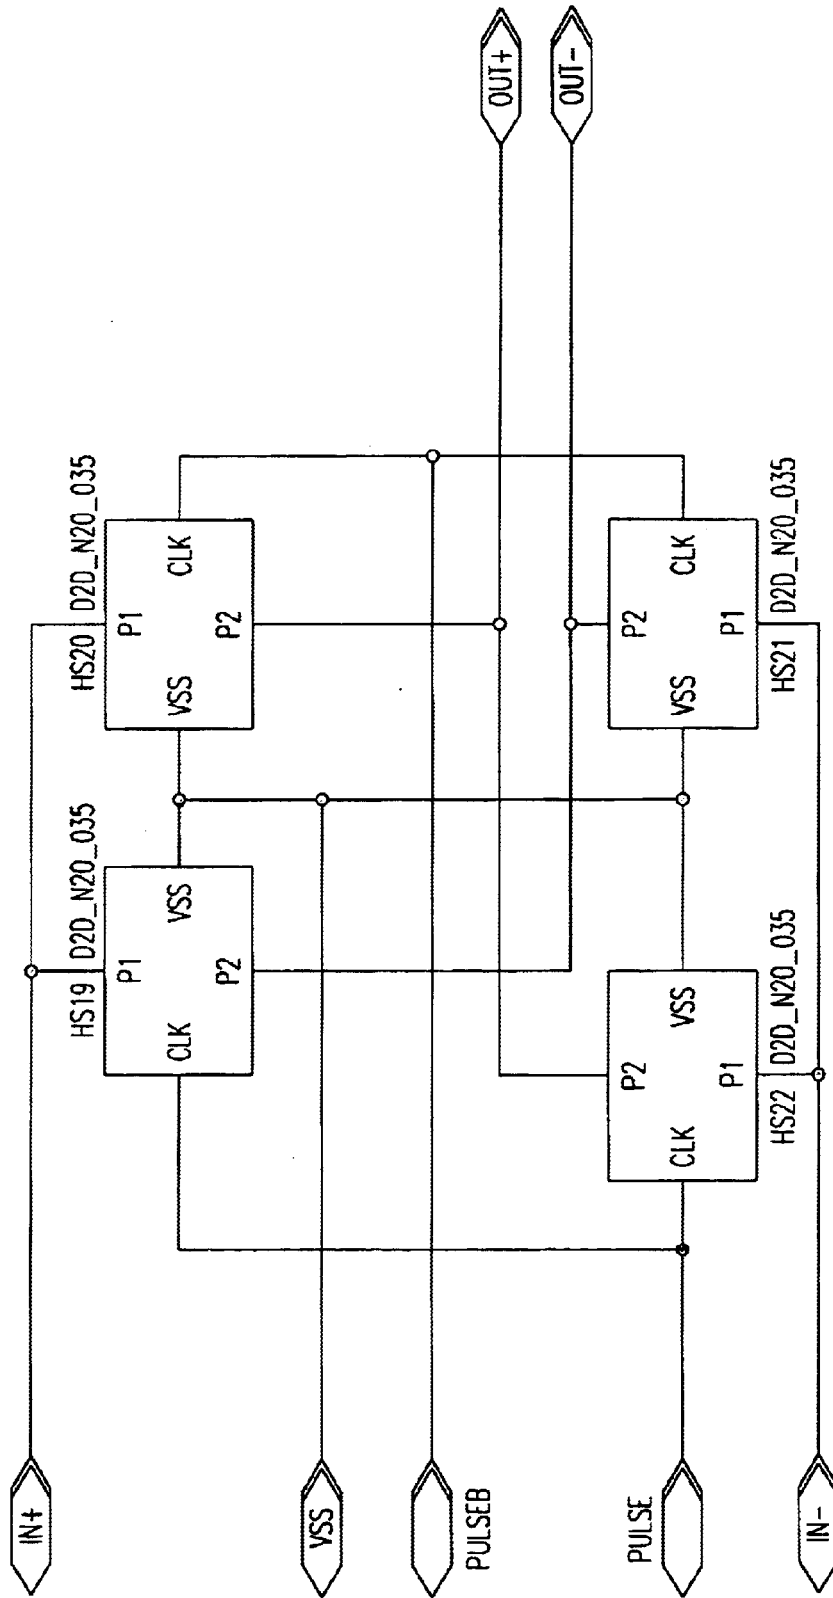 IN+
VSS
PULSEB
PULSE
IN-
HS19 D2D_N20_035
P1
CLK
VSS
P2
HS20 D2D_N20_035
P1
VSS
CLK
P2
P2
CLK
VSS
P1
HS22 D2D_N20_035
P2
VSS
CLK
P1
HS21 D2D_N20_035
OUT+
OUT-